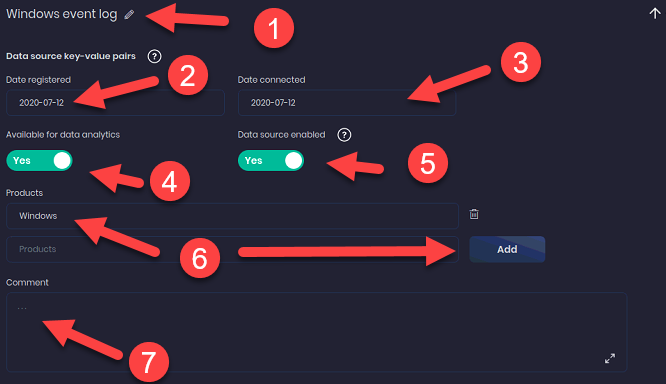 Windows event log
1
Data source key-value pairs ?
2
3
Date registered Date connected
2020-07-12 2020-07-12
Available for data analytics Data source enabled ?
Yes Yes
4
5
Products
Windows
6
Products Add
Comment
...
7